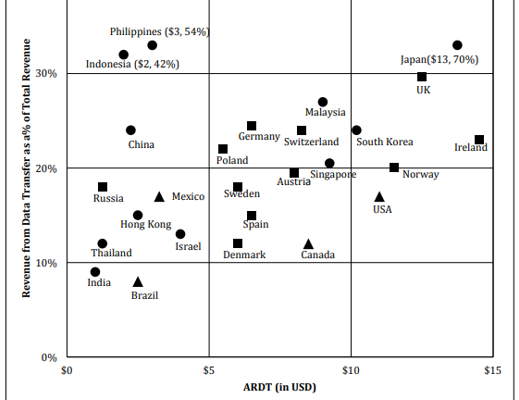 Philippines ($3, 54%)
Indonesia ($2, 42%)
Japan($13, 70%)
30%
UK
Malaysia
China
Germany
Switzerland
South Korea
Ireland
Poland
20%
Austria
Singapore
Norway
Russia
Mexico
Sweden
USA
Hong Kong
Spain
Thailand
Israel
Denmark
Canada
10%
India
Brazil
0%
$0
$5
$10
$15
ARDT (in USD)
Revenue from Data Transfer as a% of Total Revenue